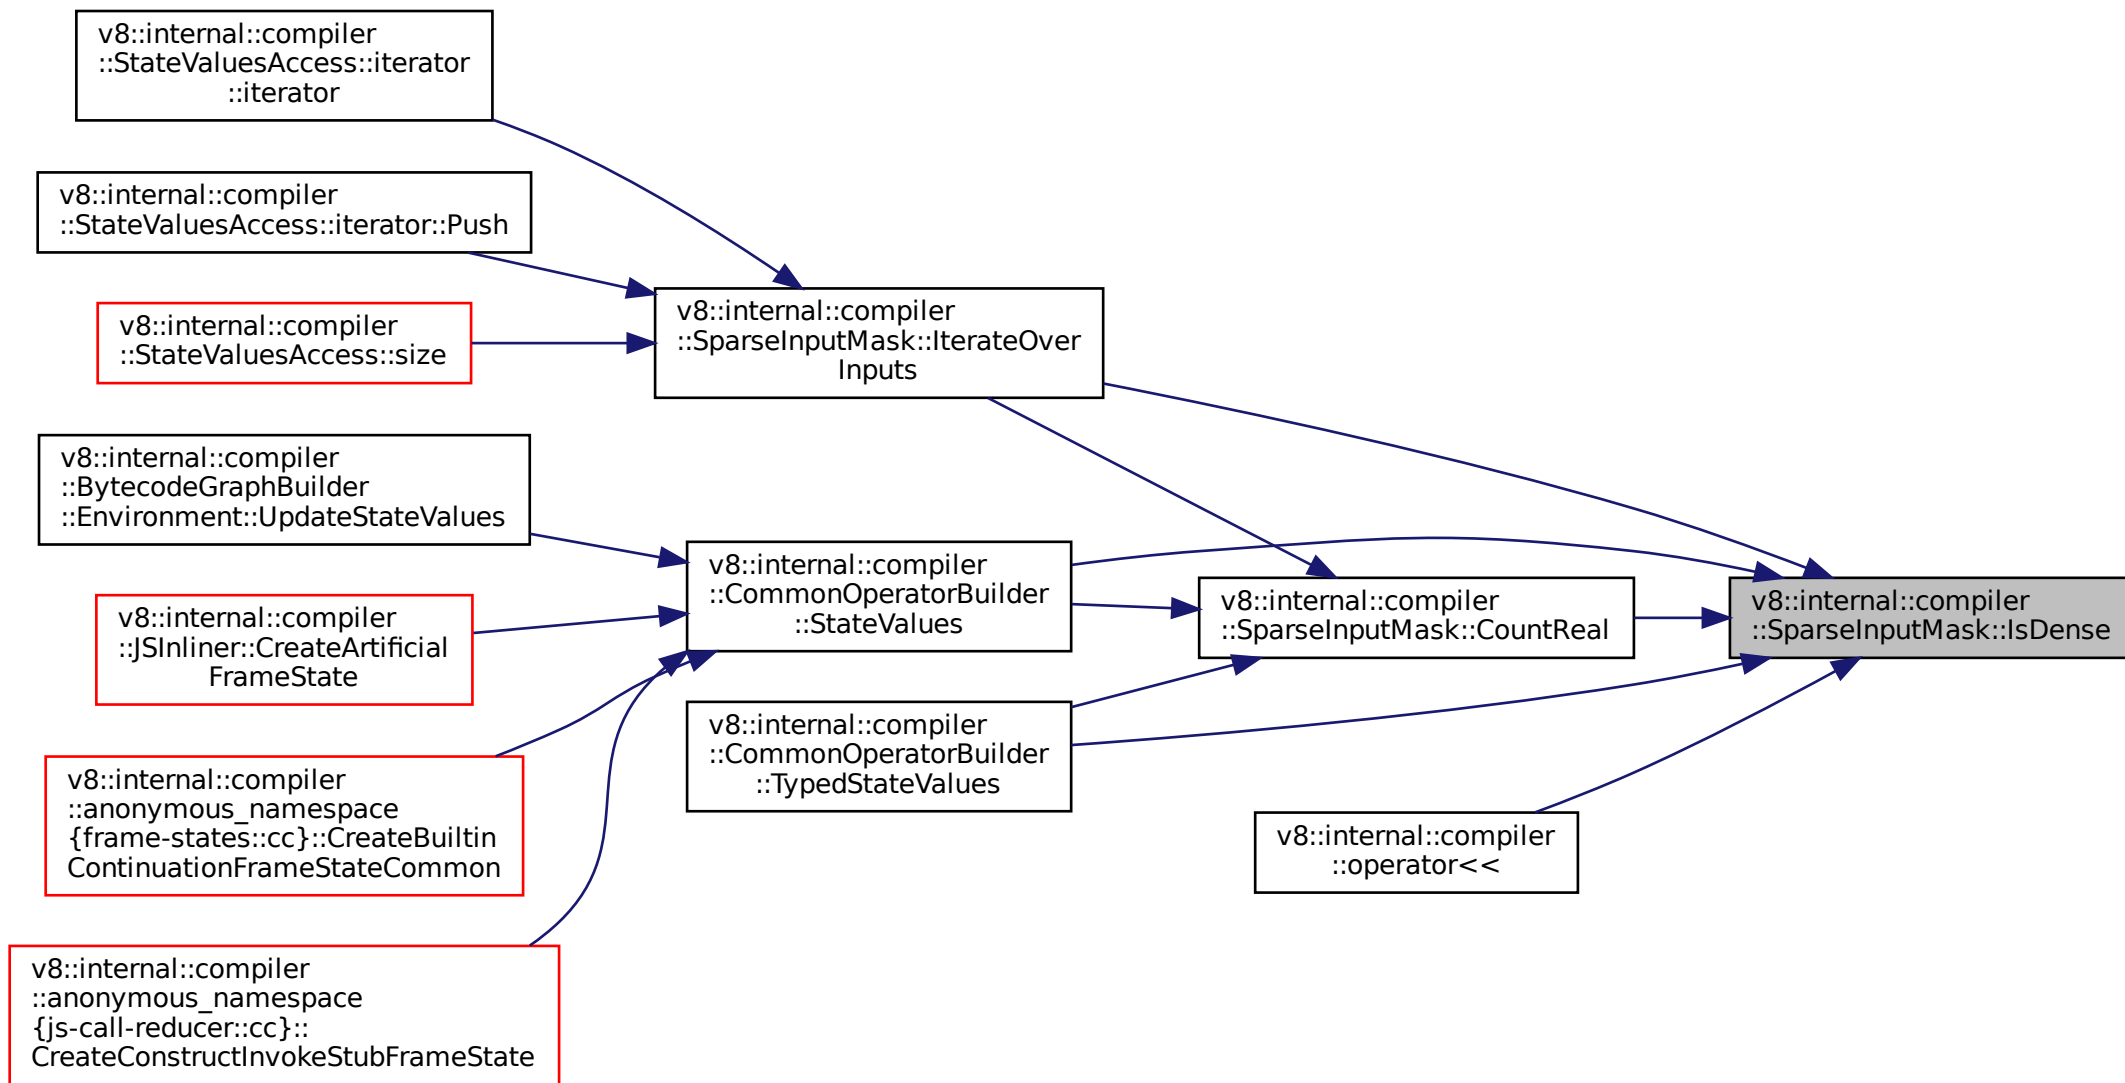 v8::internal::compiler
::StateValuesAccess::iterator
::iterator
v8::internal::compiler
::StateValuesAccess::iterator::Push
v8::internal::compiler
::StateValuesAccess::size
v8::internal::compiler
::SparseInputMask::IterateOver
Inputs
v8::internal::compiler
::BytecodeGraphBuilder
::Environment::UpdateStateValues
v8::internal::compiler
::JSInliner::CreateArtificial
FrameState
v8::internal::compiler
::anonymous_namespace
{frame-states::cc}::CreateBuiltin
ContinuationFrameStateCommon
v8::internal::compiler
::anonymous_namespace
{js-call-reducer::cc}::
CreateConstructInvokeStubFrameState
v8::internal::compiler
::CommonOperatorBuilder
::StateValues
v8::internal::compiler
::CommonOperatorBuilder
::TypedStateValues
v8::internal::compiler
::SparseInputMask::CountReal
v8::internal::compiler
::operator<<
v8::internal::compiler
::SparseInputMask::IsDense